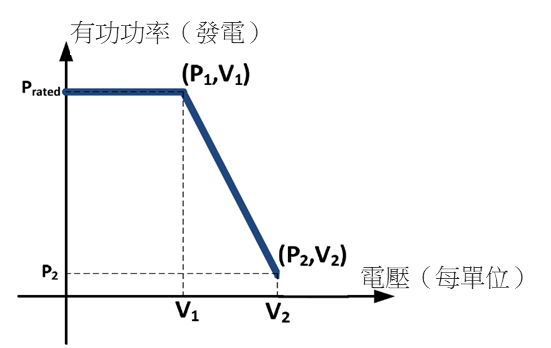 有功功率（發電）
(P₁,V₁)
Prated
(P₂,V₂)
P₂
電壓（每單位）
V₁
V₂